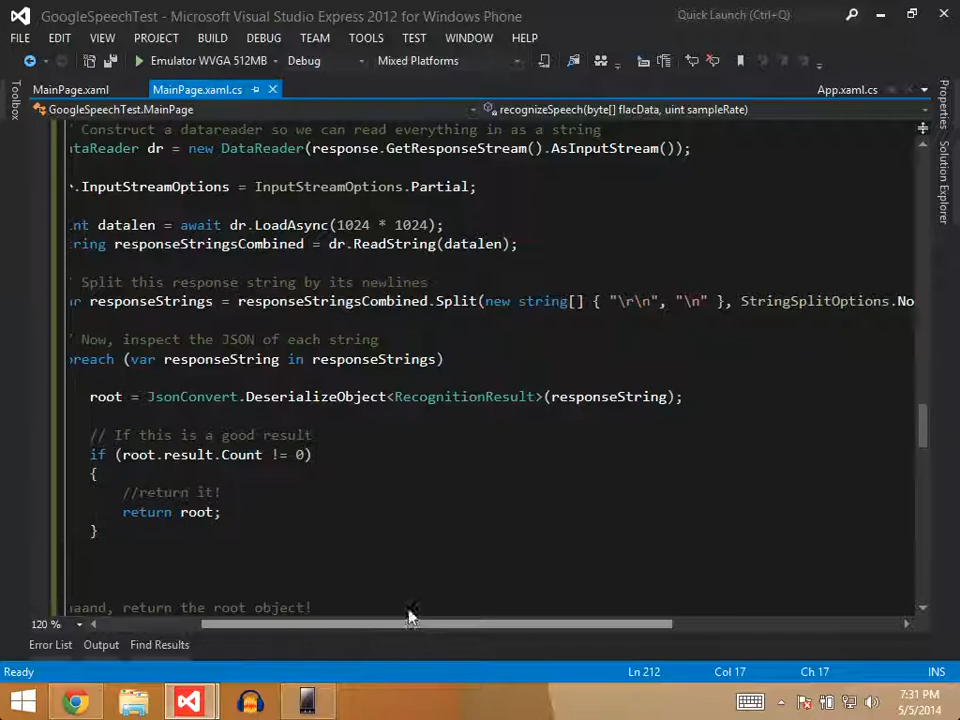 GoogleSpeechTest - Microsoft Visual Studio Express 2012 for Windows Phone
Quick Launch (Ctrl+Q)
FILE EDIT VIEW PROJECT BUILD DEBUG TEAM TOOLS TEST WINDOW HELP
Emulator WVGA 512MB Debug Mixed Platforms
Toolbox
MainPage.xaml MainPage.xaml.cs App.xaml.cs
GoogleSpeechTest.MainPage recognizeSpeech(byte[] flacData, uint sampleRate)
Properties
Solution Explorer
Construct a datareader so we can read everything in as a string
taReader dr = new DataReader(response.GetResponseStream().AsInputStream());
.InputStreamOptions = InputStreamOptions.Partial;
nt datalen = await dr.LoadAsync(1024 * 1024);
ring responseStringsCombined = dr.ReadString(datalen);
Split this response string by its newlines
r responseStrings = responseStringsCombined.Split(new string[] { "\r\n", "\n" }, StringSplitOptions.No
Now, inspect the JSON of each string
reach (var responseString in responseStrings)
root = JsonConvert.DeserializeObject<RecognitionResult>(responseString);
// If this is a good result
if (root.result.Count != 0)
{
//return it!
return root;
}
aaand, return the root object!
120 %
Error List Output Find Results
Ready Ln 212 Col 17 Ch 17 INS
7:31 PM
5/5/2014